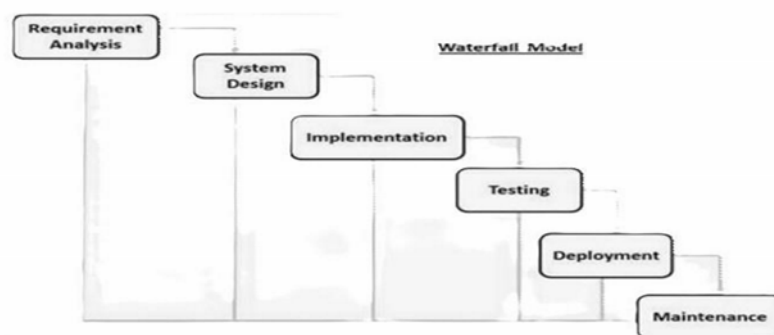 Requirement
Analysis
Waterfall Model
System
Design
Implementation
Testing
Deployment
Maintenance